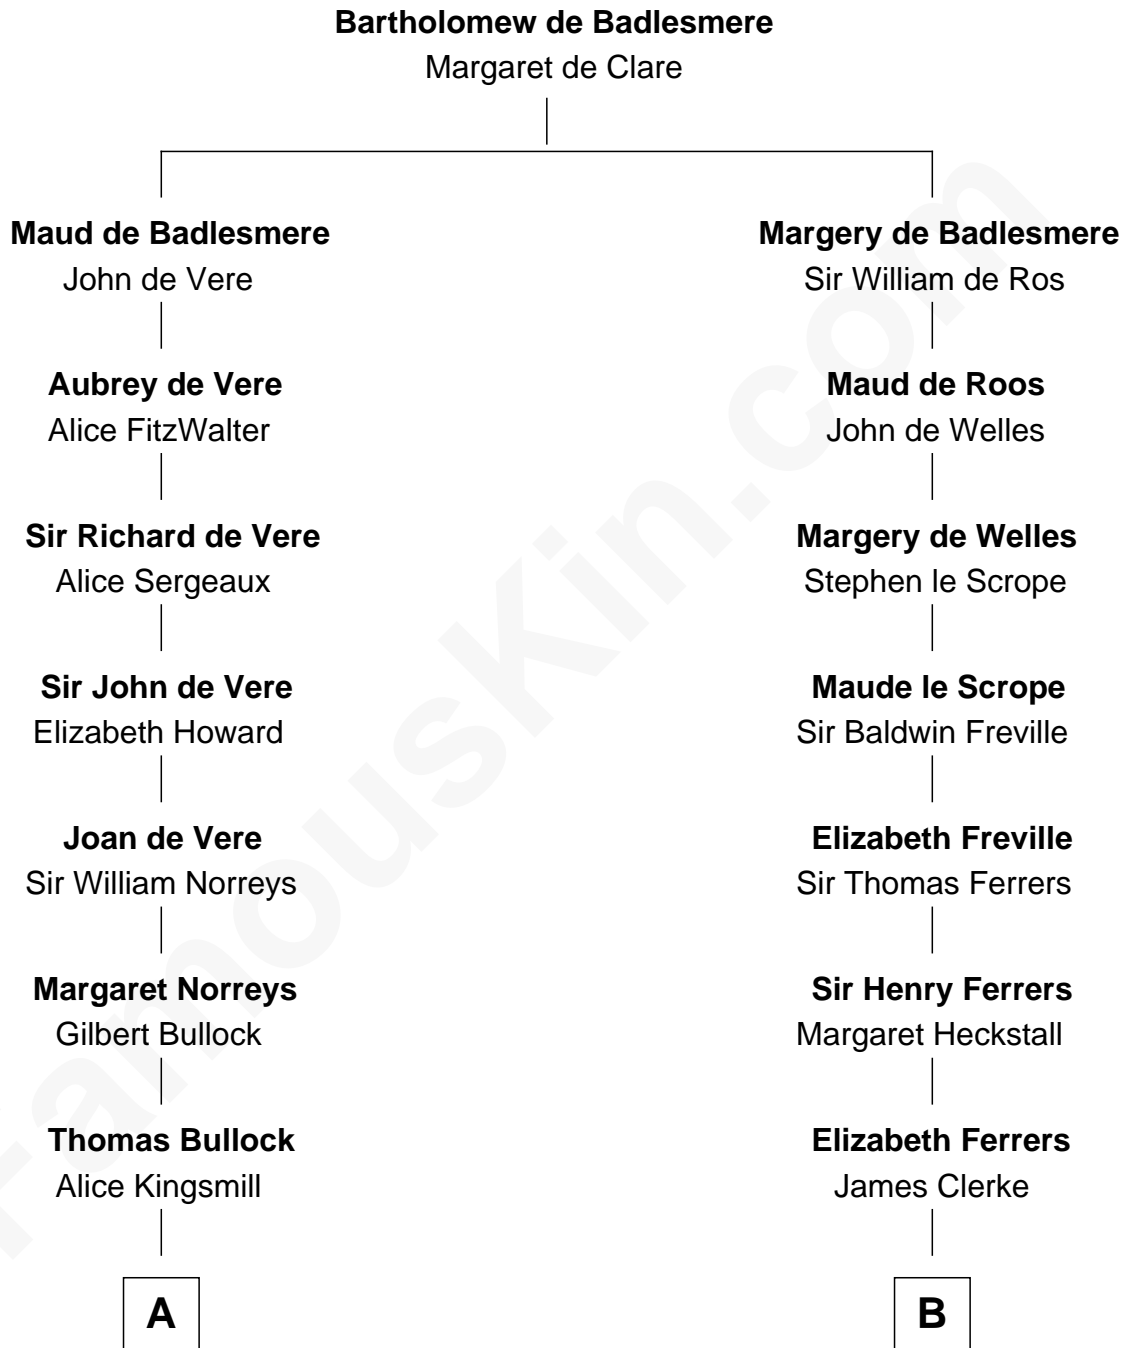 Bartholomew de Badlesmere
Margaret de Clare
Maud de Badlesmere
John de Vere
Margery de Badlesmere
Sir William de Ros
Aubrey de Vere
Alice FitzWalter
Maud de Roos
John de Welles
Sir Richard de Vere
Alice Sergeaux
Margery de Welles
Stephen le Scrope
Sir John de Vere
Elizabeth Howard
Maude le Scrope
Sir Baldwin Freville
Joan de Vere
Sir William Norreys
Elizabeth Freville
Sir Thomas Ferrers
Margaret Norreys
Gilbert Bullock
Sir Henry Ferrers
Margaret Heckstall
Thomas Bullock
Alice Kingsmill
Elizabeth Ferrers
James Clerke
A
B
FamousKin.com